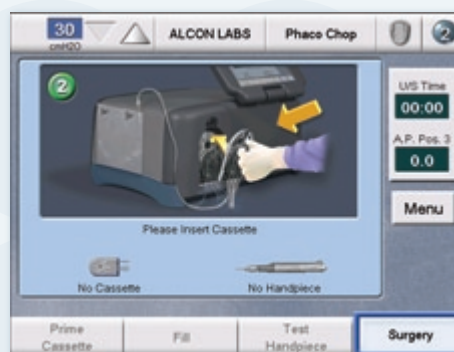 30
cmH2O
ALCON LABS
Phaco Chop
2
2
U/S Time
00:00
A.P. Pos. 3
0.0
Menu
Please Insert Cassette
No Cassette
No Handpiece
Prime
Cassette
Fill
Test
Handpiece
Surgery